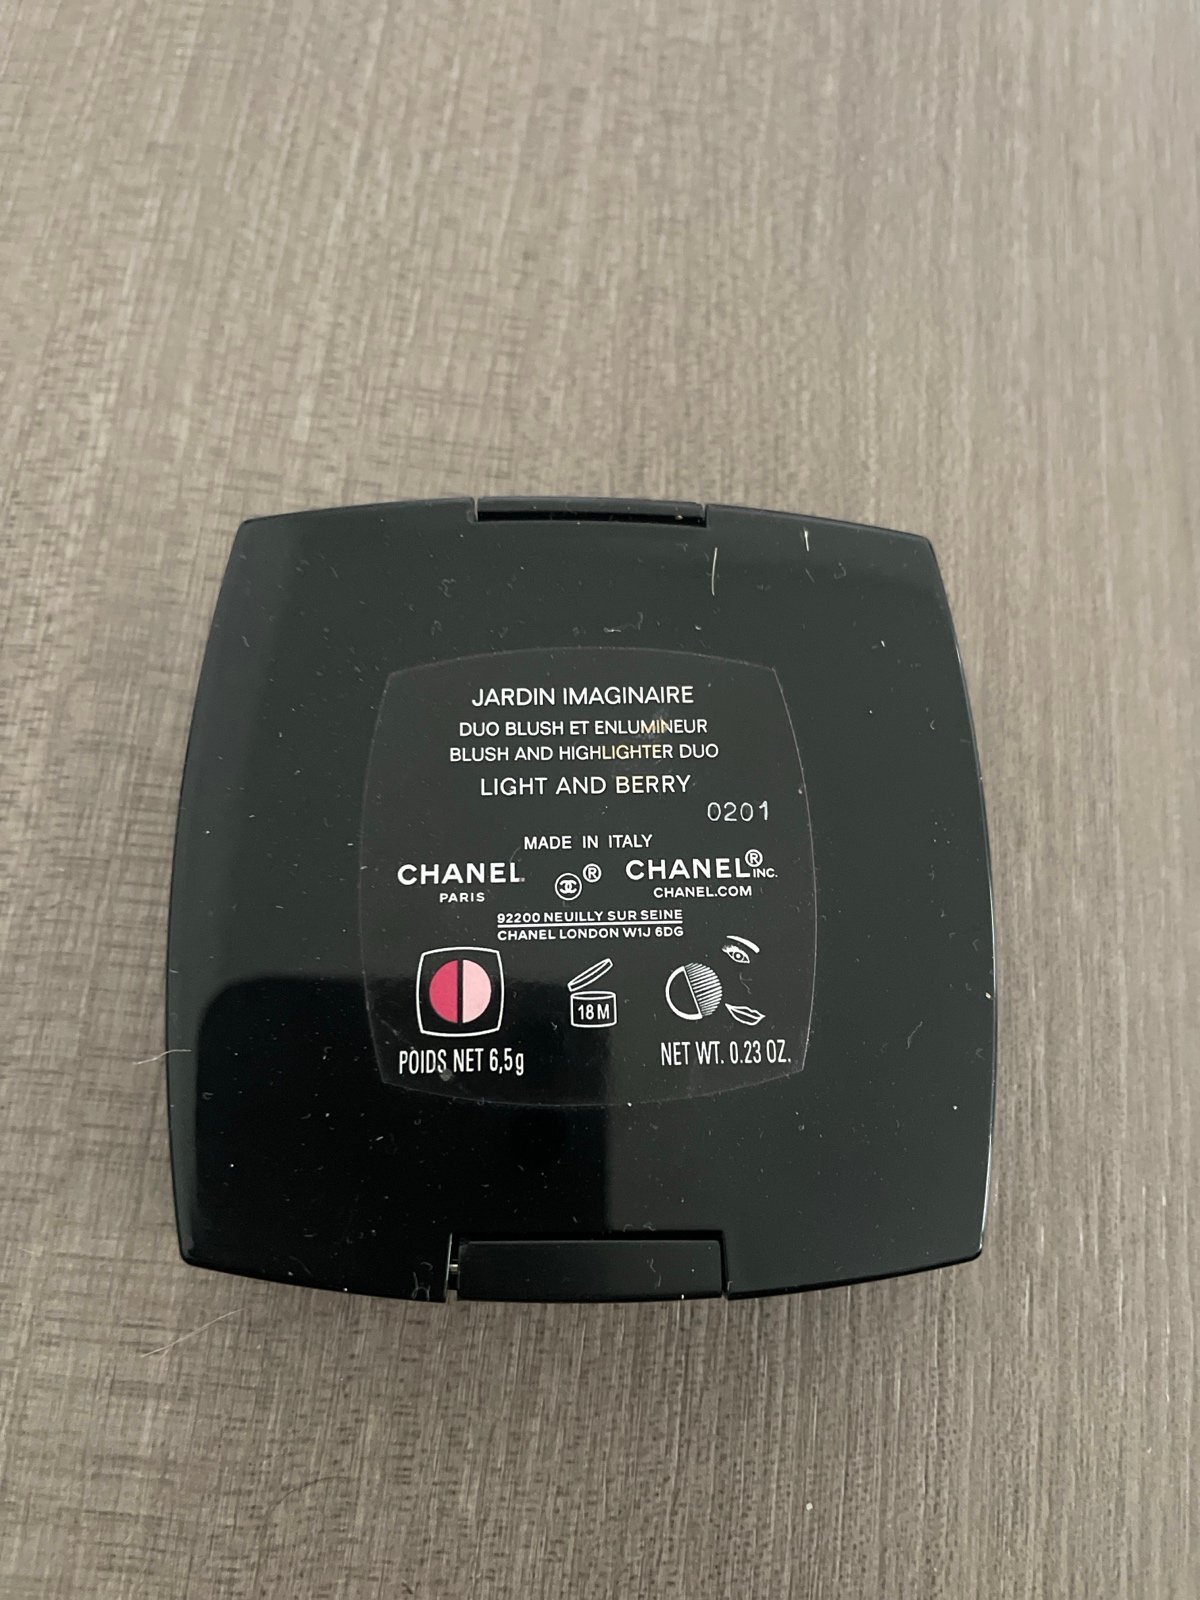 JARDIN IMAGINAIRE
DUO BLUSH ET ENLUMINEUR
BLUSH AND HIGHLIGHTER DUO
LIGHT AND BERRY
0201
MADE IN ITALY
CHANEL ® CHANEL® INC.
PARIS CHANEL.COM
92200 NEUILLY SUR SEINE
CHANEL LONDON W1J 6DG
18M
POIDS NET 6,5g NET WT. 0.23 OZ.